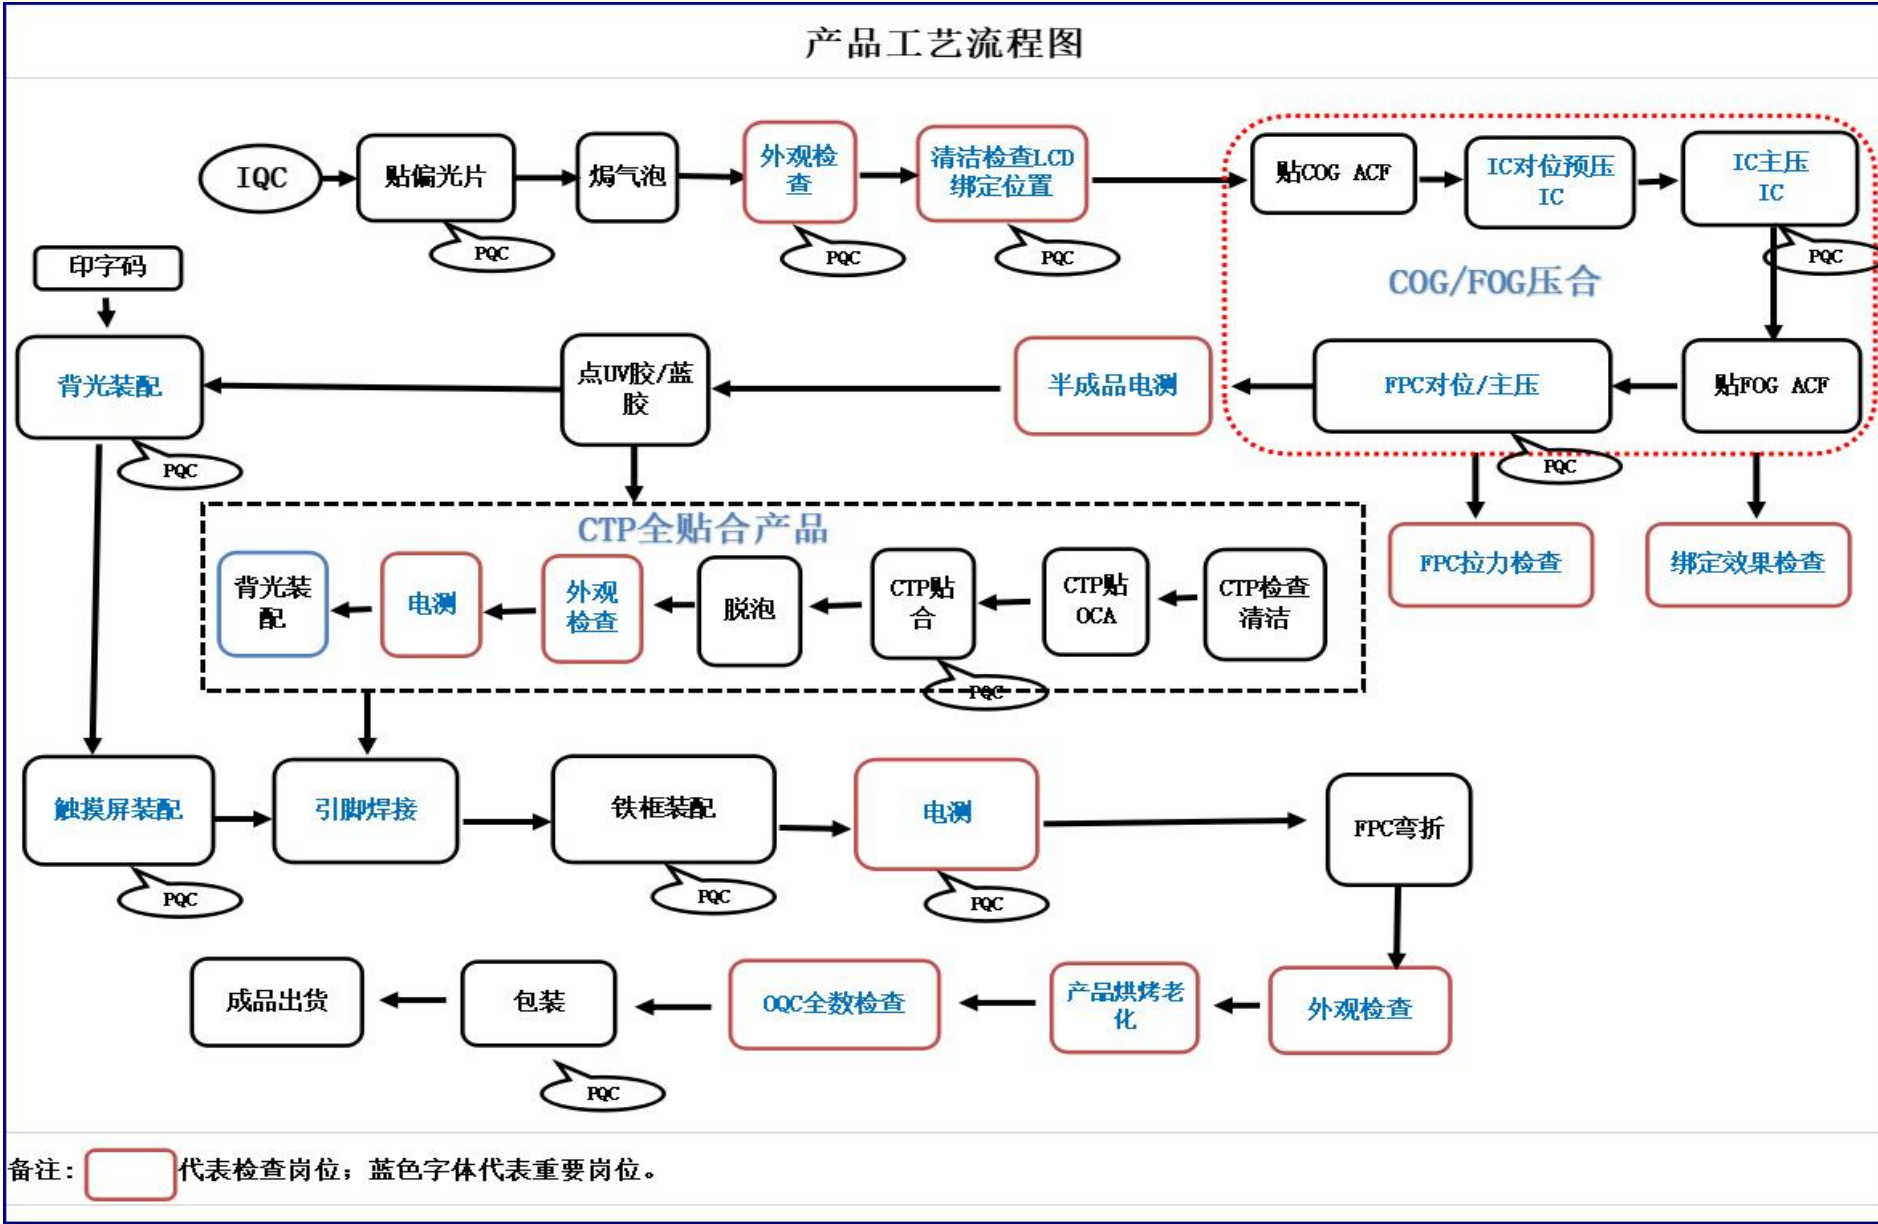 产品工艺流程图
IQC
贴偏光片
焗气泡
外观检
查
清洁检查LCD
绑定位置
贴COG ACF
IC对位预压
IC
IC主压
IC
PQC
PQC
PQC
PQC
COG/FOG压合
印字码
背光装配
点UV胶/蓝
胶
半成品电测
FPC对位/主压
贴FOG ACF
PQC
PQC
CTP全贴合产品
FPC拉力检查
绑定效果检查
背光装
配
电测
外观
检查
脱泡
CTP贴
合
CTP贴
OCA
CTP检查
清洁
PQC
触摸屏装配
引脚焊接
铁框装配
电测
FPC弯折
PQC
PQC
PQC
成品出货
包装
OQC全数检查
产品烘烤老
化
外观检查
PQC
备注:
代表检查岗位；蓝色字体代表重要岗位。